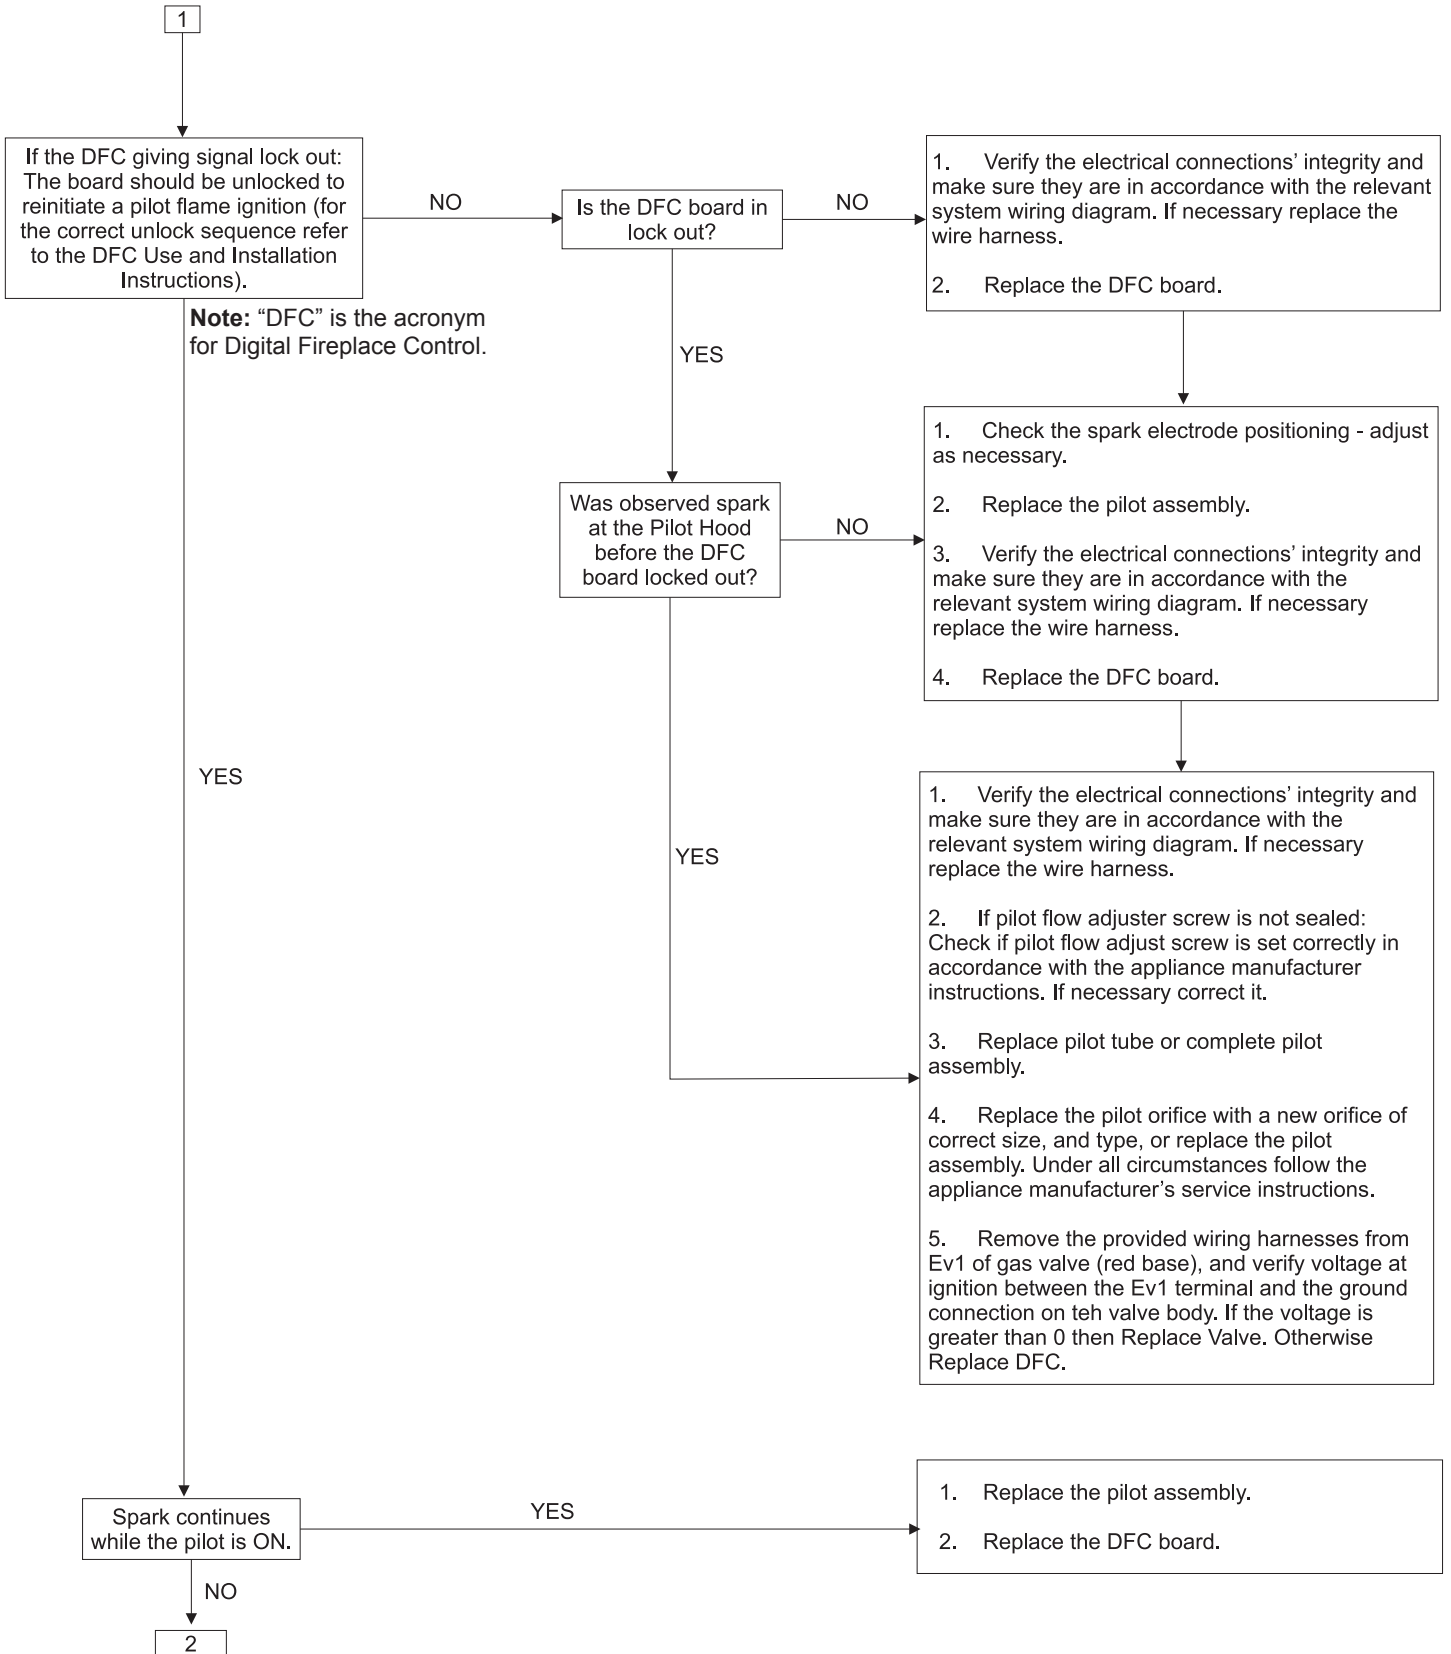 1
If the DFC giving signal lock out:
The board should be unlocked to
reinitiate a pilot flame ignition (for
the correct unlock sequence refer
to the DFC Use and Installation
Instructions).
NO
Is the DFC board in
lock out?
NO
1. Verify the electrical connections’ integrity and
make sure they are in accordance with the relevant
system wiring diagram. If necessary replace the
wire harness.
2. Replace the DFC board.
Note: “DFC” is the acronym
for Digital Fireplace Control.
YES
Was observed spark
at the Pilot Hood
before the DFC
board locked out?
NO
1. Check the spark electrode positioning - adjust
as necessary.
2. Replace the pilot assembly.
3. Verify the electrical connections’ integrity and
make sure they are in accordance with the
relevant system wiring diagram. If necessary
replace the wire harness.
4. Replace the DFC board.
YES
YES
1. Verify the electrical connections’ integrity and
make sure they are in accordance with the
relevant system wiring diagram. If necessary
replace the wire harness.
2. If pilot flow adjuster screw is not sealed:
Check if pilot flow adjust screw is set correctly in
accordance with the appliance manufacturer
instructions. If necessary correct it.
3. Replace pilot tube or complete pilot
assembly.
4. Replace the pilot orifice with a new orifice of
correct size, and type, or replace the pilot
assembly. Under all circumstances follow the
appliance manufacturer’s service instructions.
5. Remove the provided wiring harnesses from
Ev1 of gas valve (red base), and verify voltage at
ignition between the Ev1 terminal and the ground
connection on teh valve body. If the voltage is
greater than 0 then Replace Valve. Otherwise
Replace DFC.
Spark continues
while the pilot is ON.
YES
1. Replace the pilot assembly.
2. Replace the DFC board.
NO
2